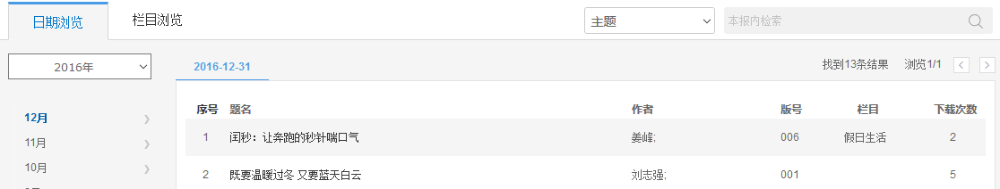 日期浏览 栏目浏览 主题 本报内检索
2016年 2016-12-31 找到13条结果 浏览1/1
序号 题名 作者 版号 栏目 下载次数
12月
1 闰秒：让奔跑的秒针喘口气 姜峰; 006 假日生活 2
11月
10月
2 既要温暖过冬 又要蓝天白云 刘志强; 001 5